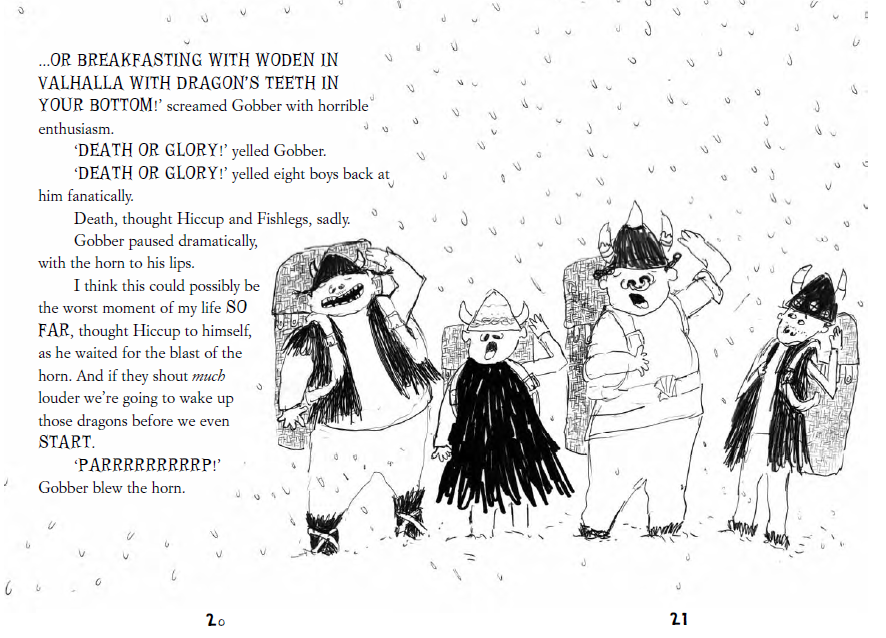 ...OR BREAKFASTING WITH WODEN IN
VALHALLA WITH DRAGON'S TEETH IN
YOUR BOTTOM!’ screamed Gobber with horrible
enthusiasm.
‘DEATH OR GLORY!’ yelled Gobber.
‘DEATH OR GLORY!’ yelled eight boys back at
him fanatically.
Death, thought Hiccup and Fishlegs, sadly.
Gobber paused dramatically,
with the horn to his lips.
I think this could possibly be
the worst moment of my life SO
FAR, thought Hiccup to himself,
as he waited for the blast of the
horn. And if they shout much
louder we’re going to wake up
those dragons before we even
START.
‘PARRRRRRRRRP!’
Gobber blew the horn.
20
21